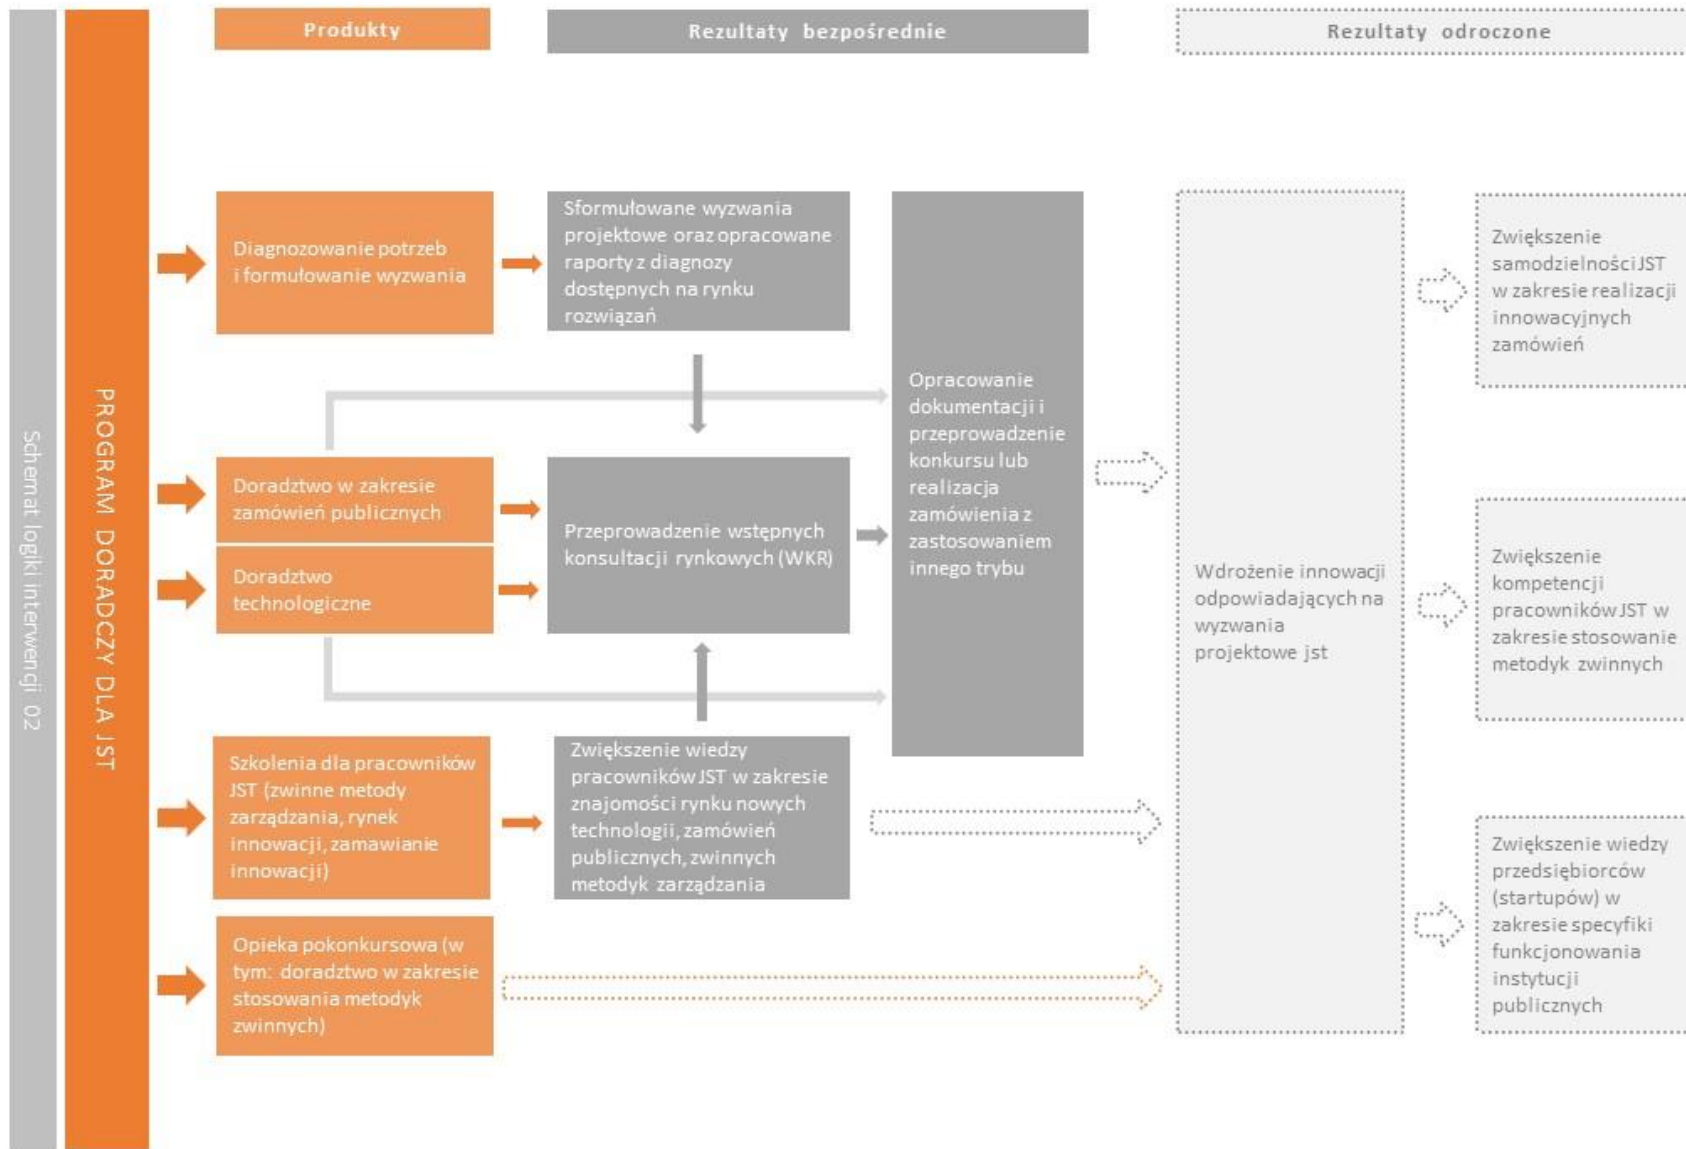 Schemat logiki interwencji 02
PROGRAM DORADCZY DLA JST
Produkty
Rezultaty bezpośrednie
Rezultaty odroczone
Diagnozowanie potrzeb
i formułowanie wyzwania
Sformułowane wyzwania
projektowe oraz opracowane
raporty z diagnozy
dostępnych na rynku
rozwiązań
Doradztwo w zakresie
zamówień publicznych
Doradztwo
technologiczne
Przeprowadzenie wstępnych
konsultacji rynkowych (WKR)
Opracowanie
dokumentacji i
przeprowadzenie
konkursu lub
realizacja
zamówienia z
zastosowaniem
innego trybu
Szkolenia dla pracowników
JST (zwinne metody
zarządzania, rynek
innowacji, zamawianie
innowacji)
Zwiększenie wiedzy
pracowników JST w zakresie
znajomości rynku nowych
technologii, zamówień
publicznych, zwinnych
metodyk zarządzania
Opieka pokonkursowa (w
tym: doradztwo w zakresie
stosowania metodyk
zwinnych)
Wdrożenie innowacji
odpowiadających na
wyzwania
projektowe jst
Zwiększenie
samodzielności JST
w zakresie realizacji
innowacyjnych
zamówień
Zwiększenie
kompetencji
pracowników JST w
zakresie stosowanie
metodyk zwinnych
Zwiększenie wiedzy
przedsiębiorców
(startupów) w
zakresie specyfiki
funkcjonowania
instytucji
publicznych